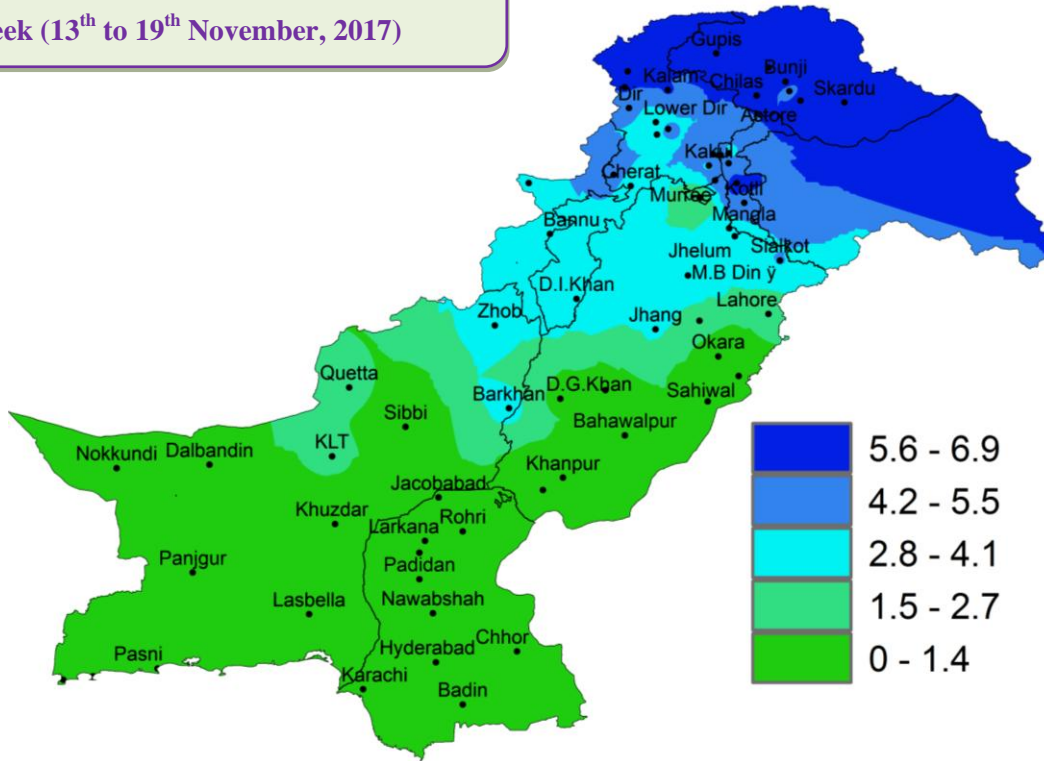 eek (13th to 19th November, 2017)
Gupis
Bunji
Kalam
Chilas
Skardu
Dir
Astore
Lower Dir
Kakul
Cherat
Kotli
Murree
Mangla
Bannu
Sialkot
Jhelum
M.B Din ÿ
D.I.Khan
Zhob
Lahore
Jhang
Okara
Quetta
D.G.Khan
Barkhan
Sahiwal
Sibbi
Bahawalpur
KLT
Nokkundi
Dalbandin
Khanpur
Jacobabad
Khuzdar
Larkana
Rohri
Panjgur
Padidan
Lasbella
Nawabshah
Chhor
Hyderabad
Pasni
Karachi
Badin
5.6 - 6.9
4.2 - 5.5
2.8 - 4.1
1.5 - 2.7
0 - 1.4